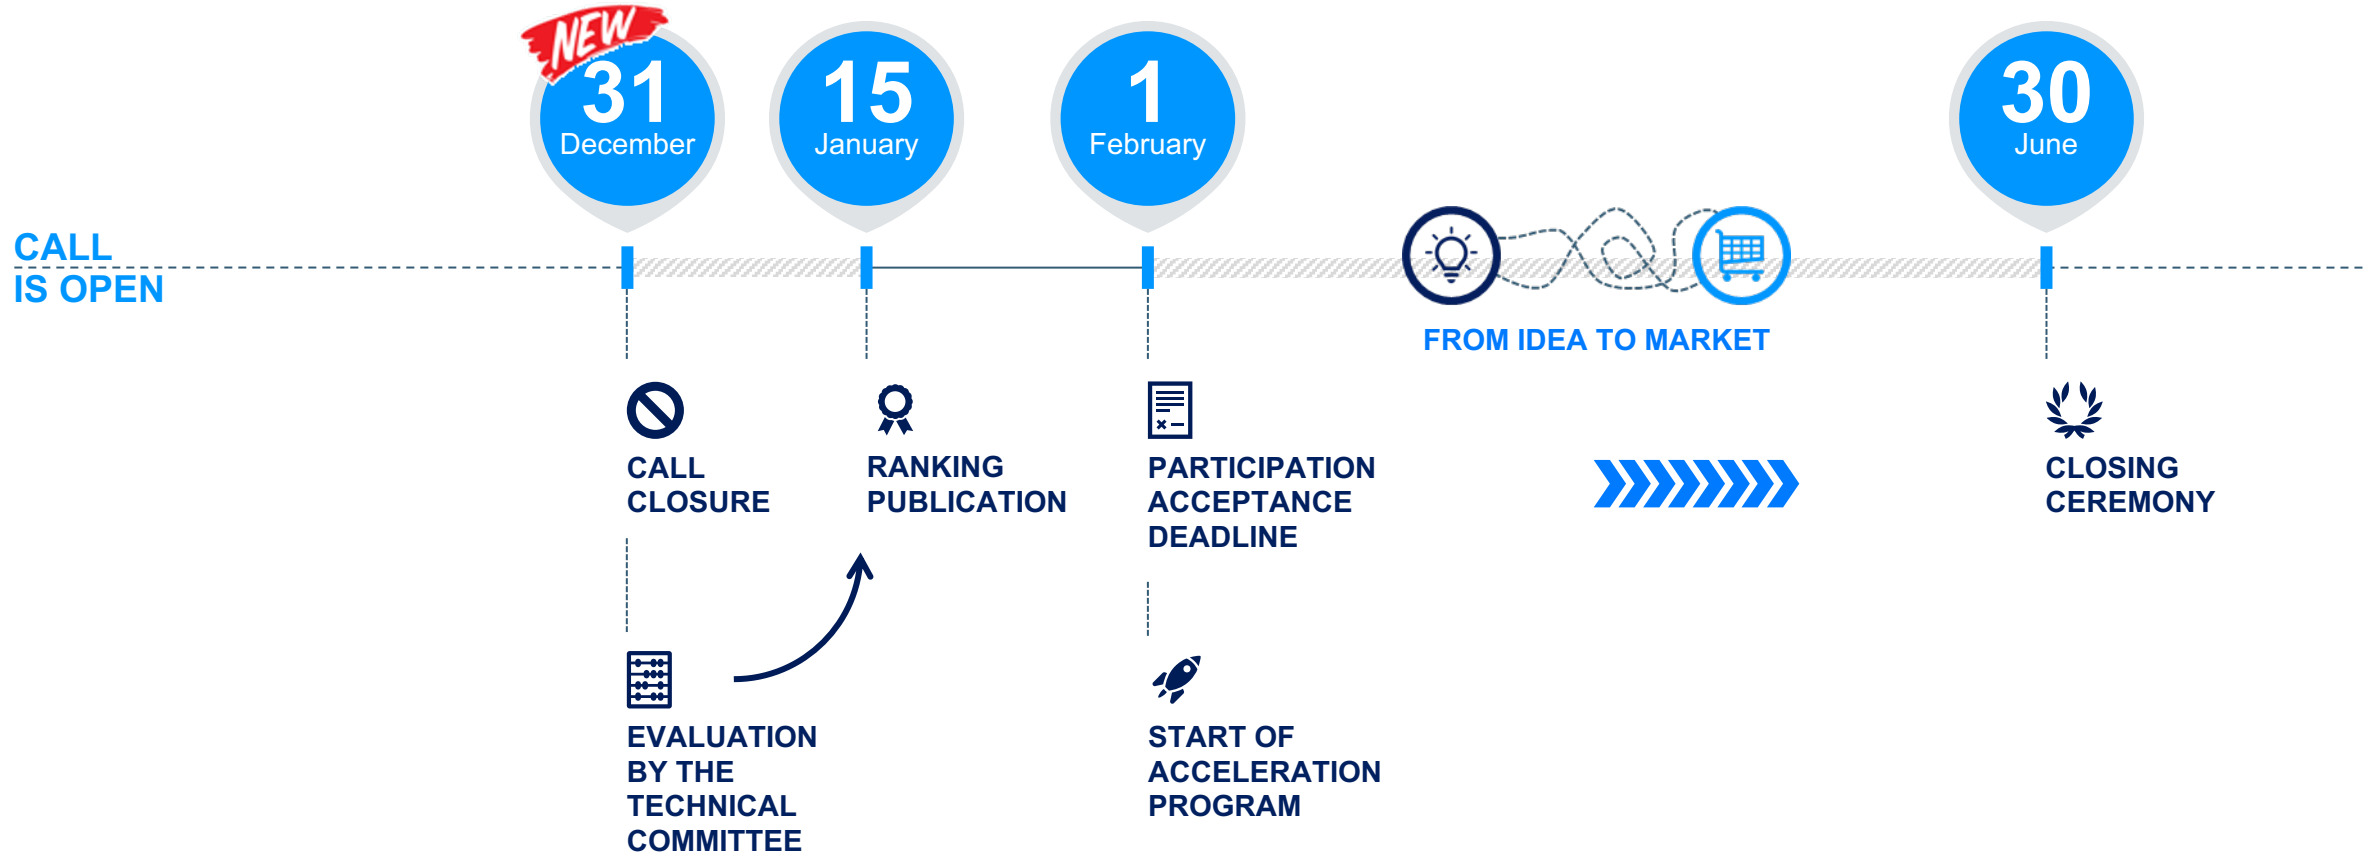 NEW
31
December
15
January
1
February
30
June
CALL
IS OPEN
FROM IDEA TO MARKET
CALL
CLOSURE
RANKING
PUBLICATION
PARTICIPATION
ACCEPTANCE
DEADLINE
CLOSING
CEREMONY
EVALUATION
BY THE
TECHNICAL
COMMITTEE
START OF
ACCELERATION
PROGRAM